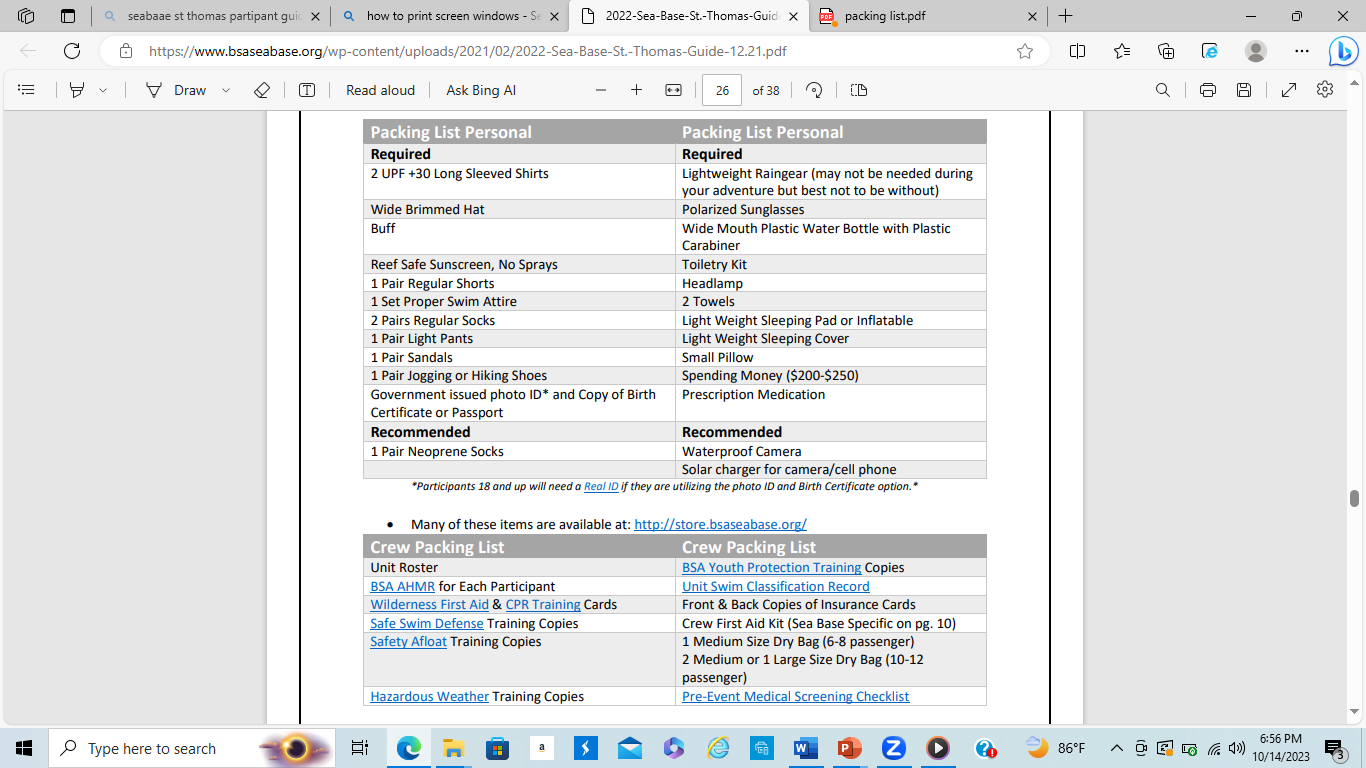 seabaae st thomas partipant guid
how to print screen windows - Se
2022-Sea-Base-St.-Thomas-Guide
packing list.pdf
https://www.bsaseabase.org/wp-content/uploads/2021/02/2022-Sea-Base-St.-Thomas-Guide-12.21.pdf
Draw
Read aloud
Ask Bing AI
26
of 38
Packing List Personal
Packing List Personal
Required
Required
2 UPF +30 Long Sleeved Shirts
Lightweight Raingear (may not be needed during
your adventure but best not to be without)
Wide Brimmed Hat
Polarized Sunglasses
Buff
Wide Mouth Plastic Water Bottle with Plastic
Carabiner
Reef Safe Sunscreen, No Sprays
Toiletry Kit
1 Pair Regular Shorts
Headlamp
1 Set Proper Swim Attire
2 Towels
2 Pairs Regular Socks
Light Weight Sleeping Pad or Inflatable
1 Pair Light Pants
Light Weight Sleeping Cover
1 Pair Sandals
Small Pillow
1 Pair Jogging or Hiking Shoes
Spending Money ($200-$250)
Government issued photo ID* and Copy of Birth
Certificate or Passport
Prescription Medication
Recommended
Recommended
1 Pair Neoprene Socks
Waterproof Camera
Solar charger for camera/cell phone
*Participants 18 and up will need a Real ID if they are utilizing the photo ID and Birth Certificate option.*
• Many of these items are available at: http://store.bsaseabase.org/
Crew Packing List
Crew Packing List
Unit Roster
BSA Youth Protection Training Copies
BSA AHMR for Each Participant
Unit Swim Classification Record
Wilderness First Aid & CPR Training Cards
Front & Back Copies of Insurance Cards
Safe Swim Defense Training Copies
Crew First Aid Kit (Sea Base Specific on pg. 10)
Safety Afloat Training Copies
1 Medium Size Dry Bag (6-8 passenger)
2 Medium or 1 Large Size Dry Bag (10-12
passenger)
Hazardous Weather Training Copies
Pre-Event Medical Screening Checklist
Type here to search
86°F
6:56 PM
10/14/2023
3